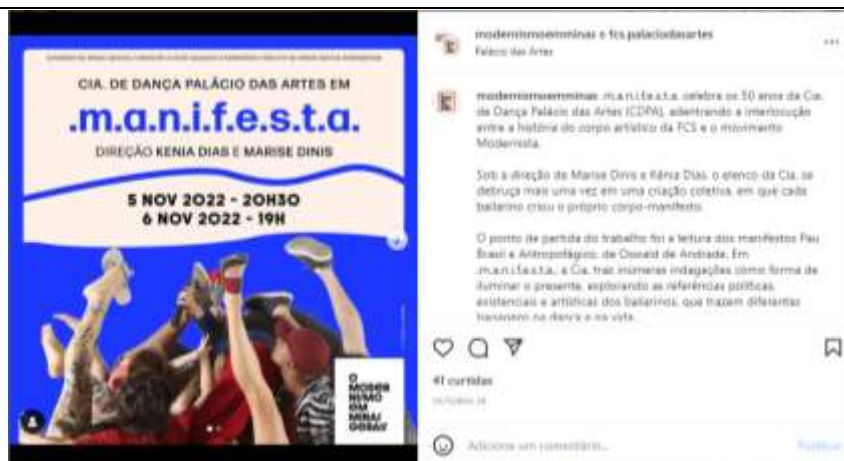 CIA. DE DANÇA PALÁCIO DAS ARTES EM
.m.a.n.i.f.e.s.t.a.
DIREÇÃO KENIA DIAS E MARISE DINIS
5 NOV 2022 - 20H30
6 NOV 2022 - 19H
O
MODER
NISMO
EM
MINAS
GERAIS
modernismoemminas e fcs.palaciodasartes
Palácio das Artes
modernismoemminas .m.a.n.i.f.e.s.t.a. celebra os 50 anos da Cia.
de Dança Palácio das Artes (CDPA), adentrando a interlocução
entre a história do corpo artístico da FCS e o movimento
Modernista.
Sob a direção de Marise Dinis e Kênia Dias, o elenco da Cia. se
debruça mais uma vez em uma criação coletiva, em que cada
bailarino criou o próprio corpo-manifesto.
O ponto de partida do trabalho foi a leitura dos manifestos Pau
Brasil e Antropofágico, de Oswald de Andrade. Em
.m.a.n.i.f.e.s.t.a., a Cia. traz inúmeras indagações como forma de
iluminar o presente, explorando as referências políticas,
existenciais e artísticas dos bailarinos, que trazem diferentes
na dança e na vida
41 curtidas
Adicione um comentário...
Publicar